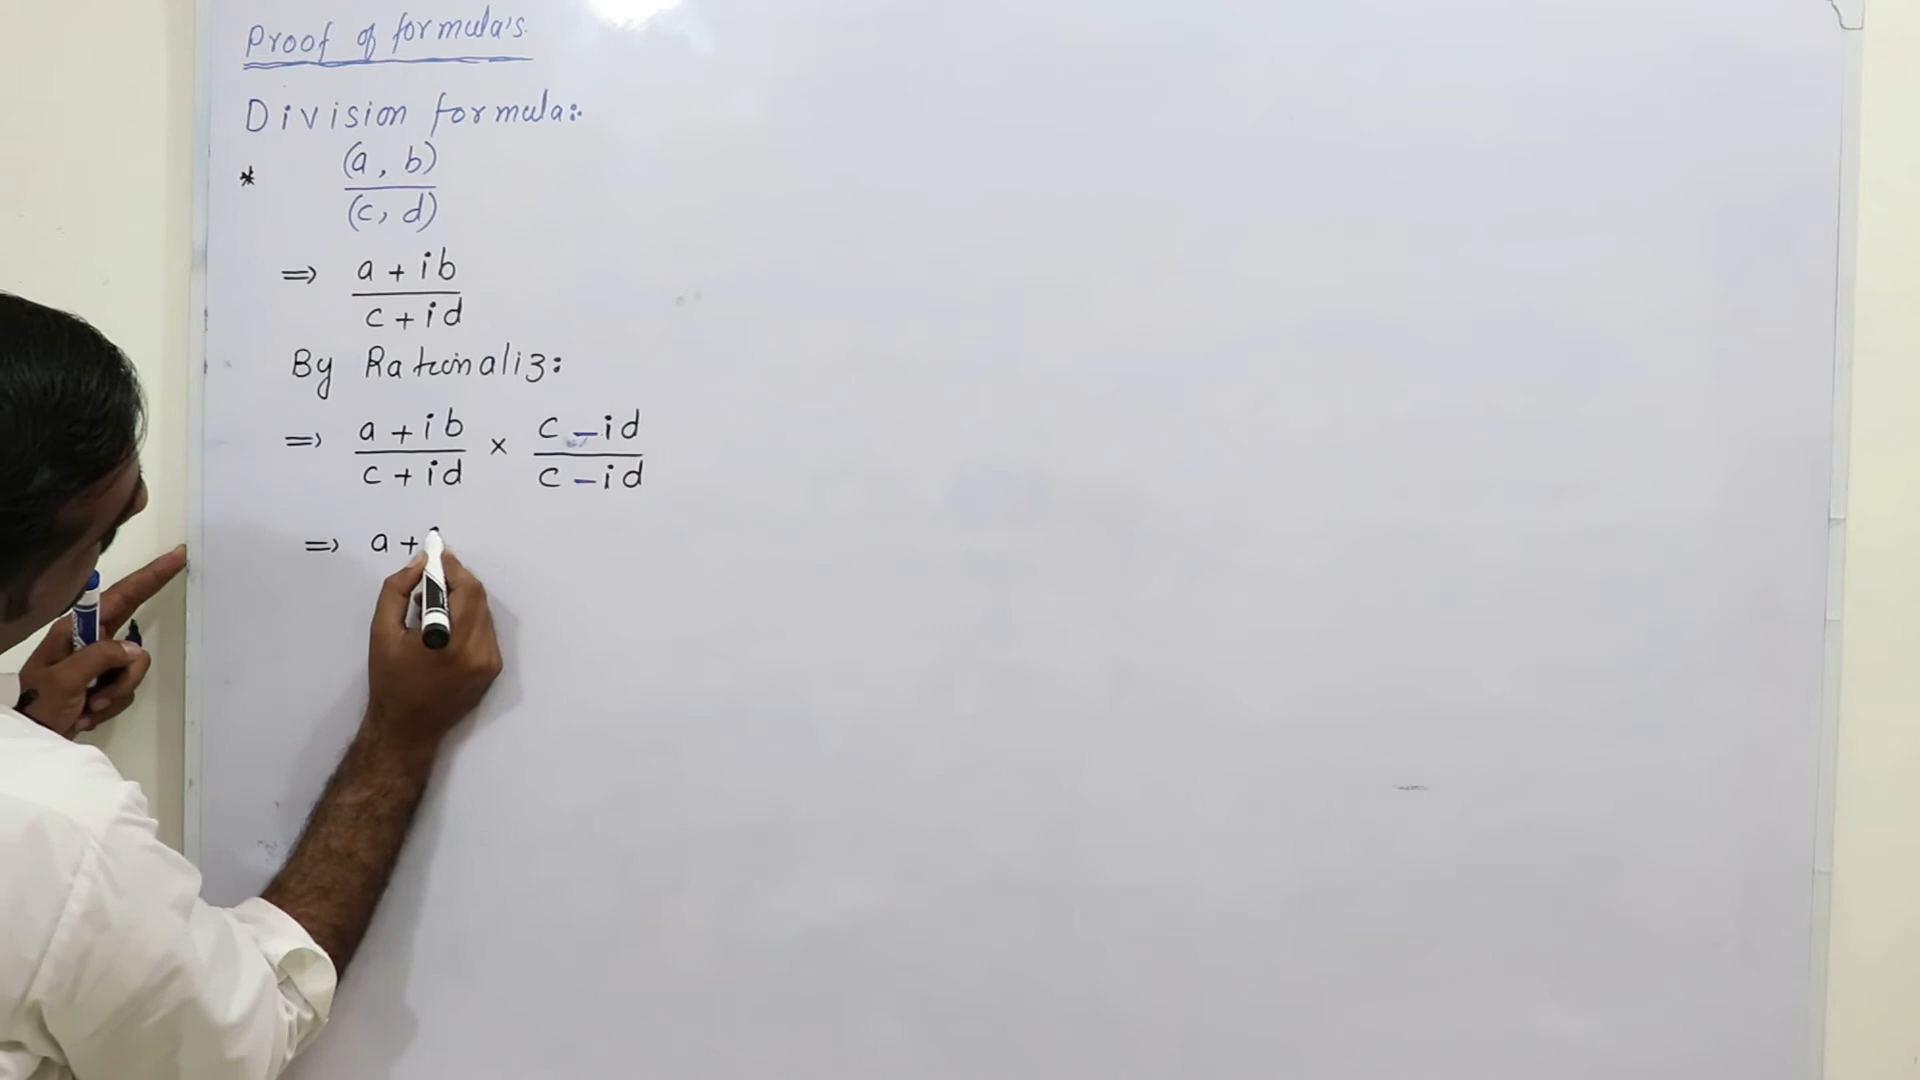 Proof of formula's.
Division formula:-
* (a, b)
(c, d)
=> a + ib
c + id
By Rationaliz:
=> a + ib × c - id
c + id c - id
=> a +